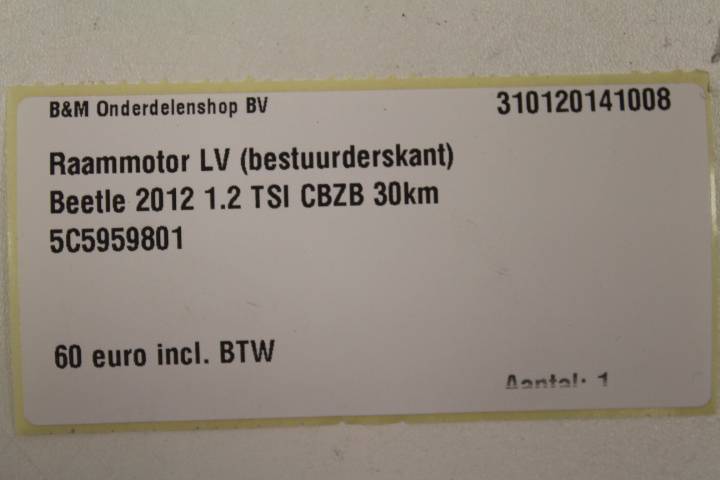 B&M Onderdelenshop BV 310120141008
Raammotor LV (bestuurderskant)
Beetle 2012 1.2 TSI CBZB 30km
5C5959801
60 euro incl. BTW
Aantal: 1